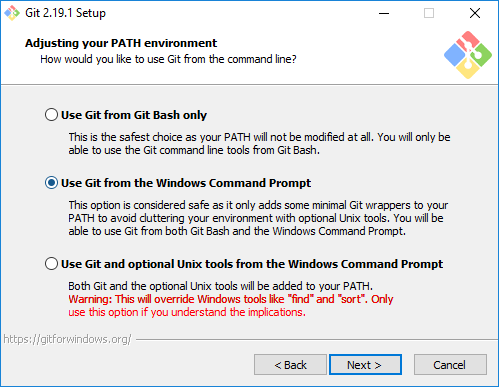 Git 2.19.1 Setup
Adjusting your PATH environment
How would you like to use Git from the command line?
Use Git from Git Bash only
This is the safest choice as your PATH will not be modified at all. You will only be
able to use the Git command line tools from Git Bash.
Use Git from the Windows Command Prompt
This option is considered safe as it only adds some minimal Git wrappers to your
PATH to avoid cluttering your environment with optional Unix tools. You will be
able to use Git from both Git Bash and the Windows Command Prompt.
Use Git and optional Unix tools from the Windows Command Prompt
Both Git and the optional Unix tools will be added to your PATH.
Warning: This will override Windows tools like "find" and "sort". Only
use this option if you understand the implications.
https://gitforwindows.org/
< Back
Next >
Cancel